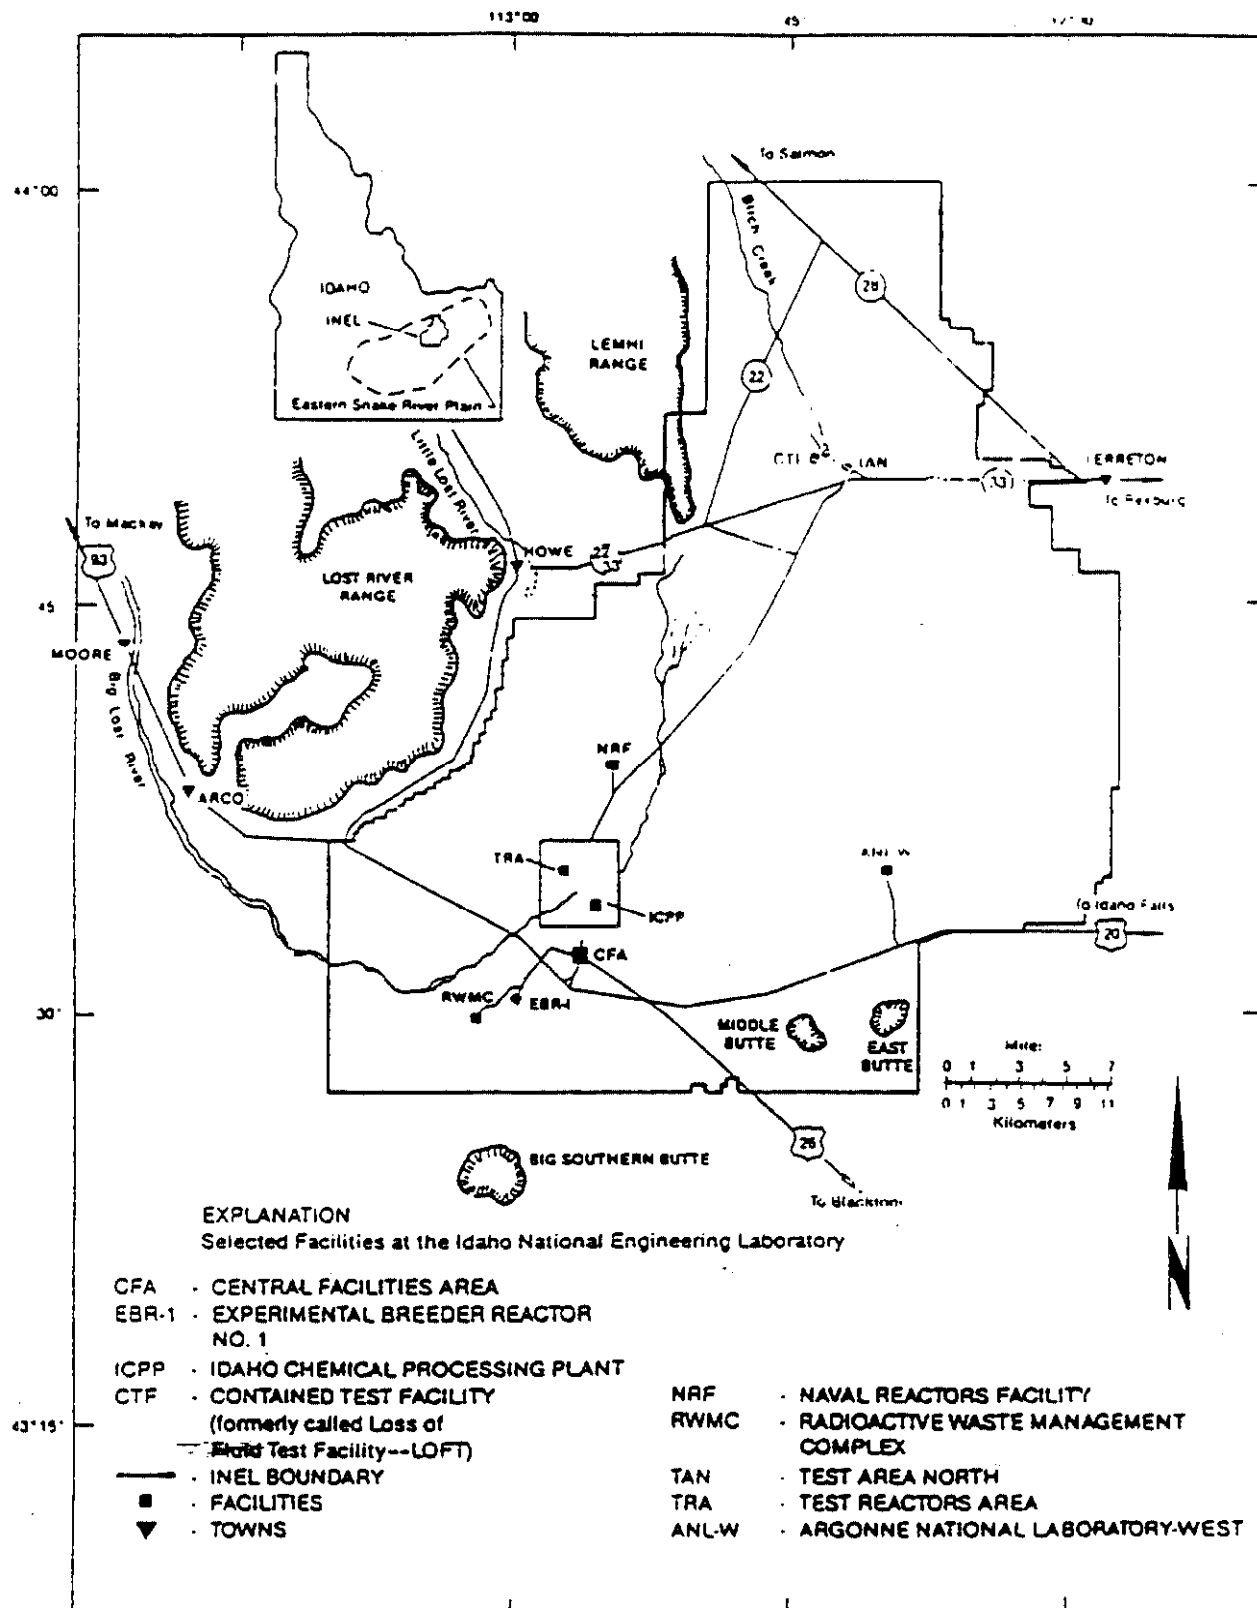 113°00'
45'
44°00'
To Salmon
Birch Creek
28
IDAHO
INEL
LEMHI
RANGE
22
Eastern Snake River Plain
Little Lost River
To Mackay
93
HOWE
22
33
33
To Rexburg
LOST RIVER
RANGE
45'
MOORE
Big Lost River
NRF
ARCO
TRA
ICPP
To Idaho Falls
20
CFA
RWMC
EBR-I
30'
MIDDLE
BUTTE
EAST
BUTTE
0 1 3 5 7
0 1 3 5 7 9 11
Kilometers
26
BIG SOUTHERN BUTTE
N
EXPLANATION
Selected Facilities at the Idaho National Engineering Laboratory
CFA - CENTRAL FACILITIES AREA
EBR-1 - EXPERIMENTAL BREEDER REACTOR
NO. 1
ICPP - IDAHO CHEMICAL PROCESSING PLANT
CTF - CONTAINED TEST FACILITY
(formerly called Loss of
Fluid Test Facility--LOFT)
- INEL BOUNDARY
- FACILITIES
- TOWNS
NRF - NAVAL REACTORS FACILITY
RWMC - RADIOACTIVE WASTE MANAGEMENT
COMPLEX
TAN - TEST AREA NORTH
TRA - TEST REACTORS AREA
ANL-W - ARGONNE NATIONAL LABORATORY-WEST
43°15'